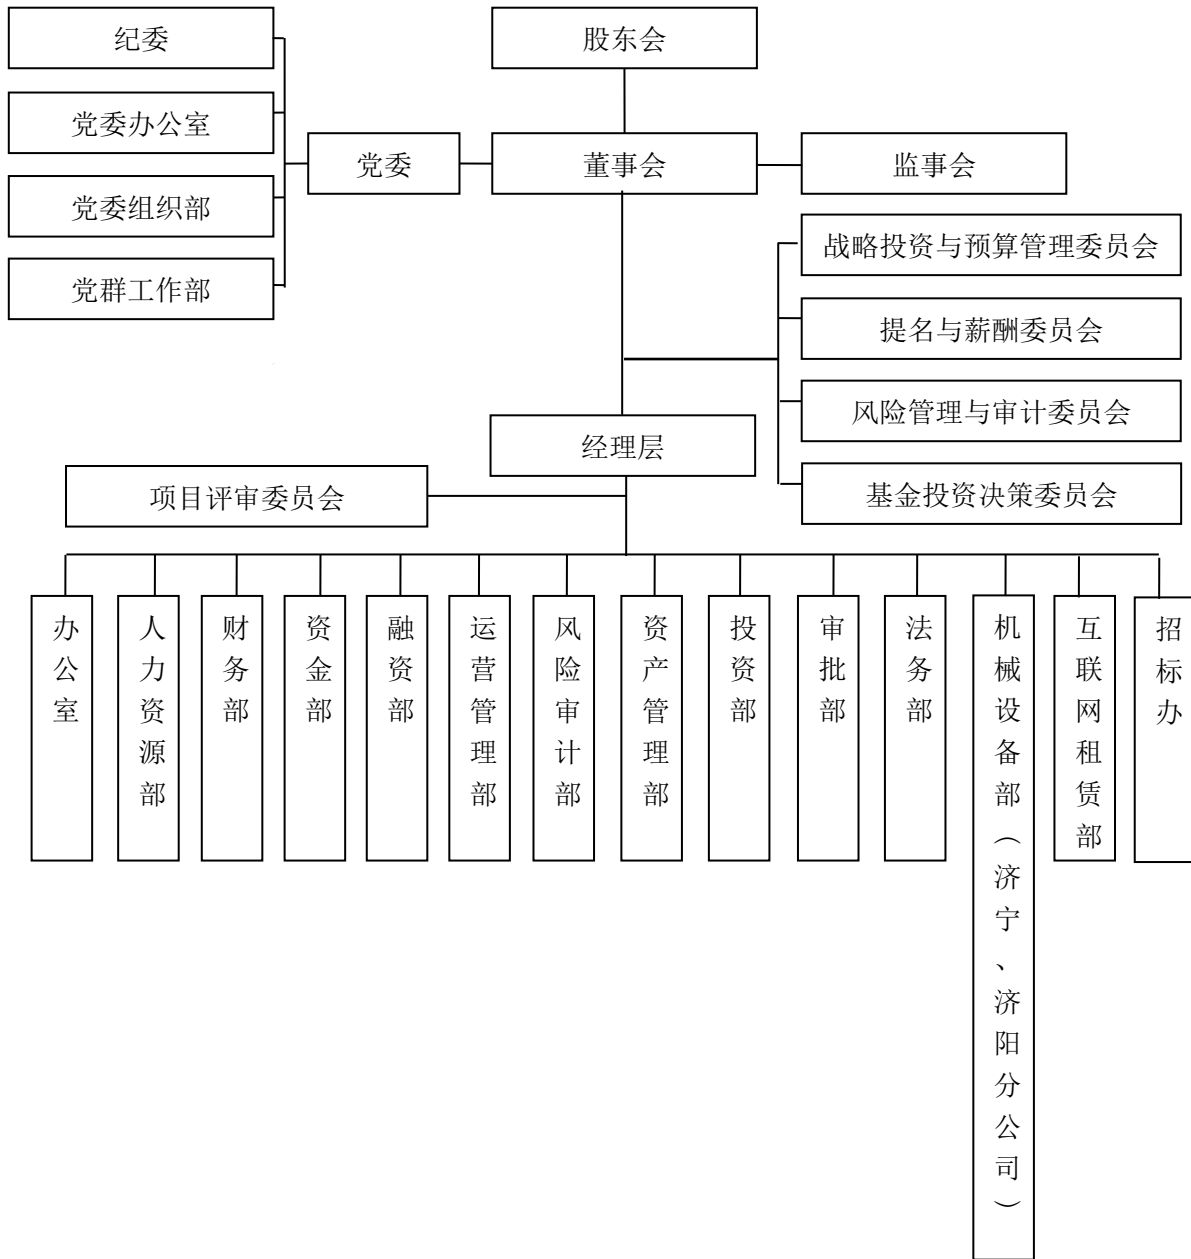 纪委
股东会
党委办公室
党委
董事会
监事会
党委组织部
战略投资与预算管理委员会
党群工作部
提名与薪酬委员会
风险管理与审计委员会
经理层
项目评审委员会
基金投资决策委员会
办公室
人力资源部
财务部
资金部
融资部
运营管理部
风险审计部
资产管理部
投资部
审批部
法务部
机械设备部（济宁、济阳分公司）
互联网租赁部
招标办